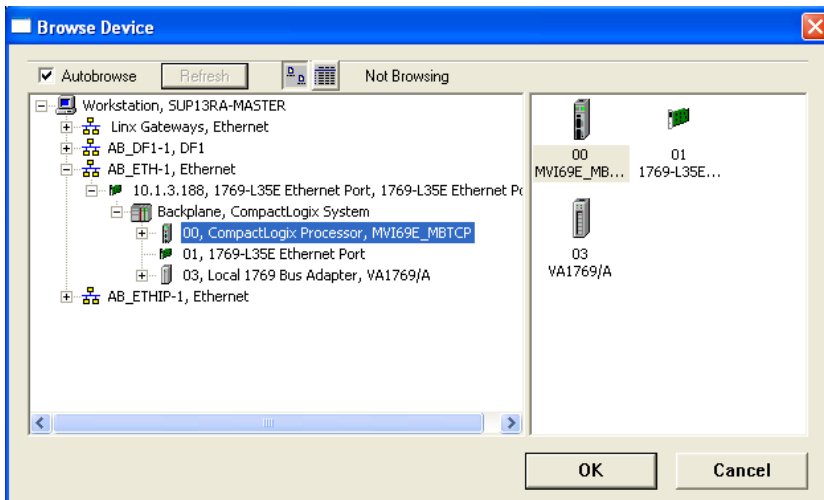 Browse Device
Autobrowse Refresh Not Browsing
Workstation, SUP13RA-MASTER
Linx Gateways, Ethernet
AB_DF1-1, DF1
AB_ETH-1, Ethernet
10.1.3.188, 1769-L35E Ethernet Port, 1769-L35E Ethernet Po
Backplane, CompactLogix System
00, CompactLogix Processor, MVI69E_MBTCP
01, 1769-L35E Ethernet Port
03, Local 1769 Bus Adapter, VA1769/A
AB_ETHIP-1, Ethernet
00
MVI69E_MB...
01
1769-L35E...
03
VA1769/A
OK Cancel